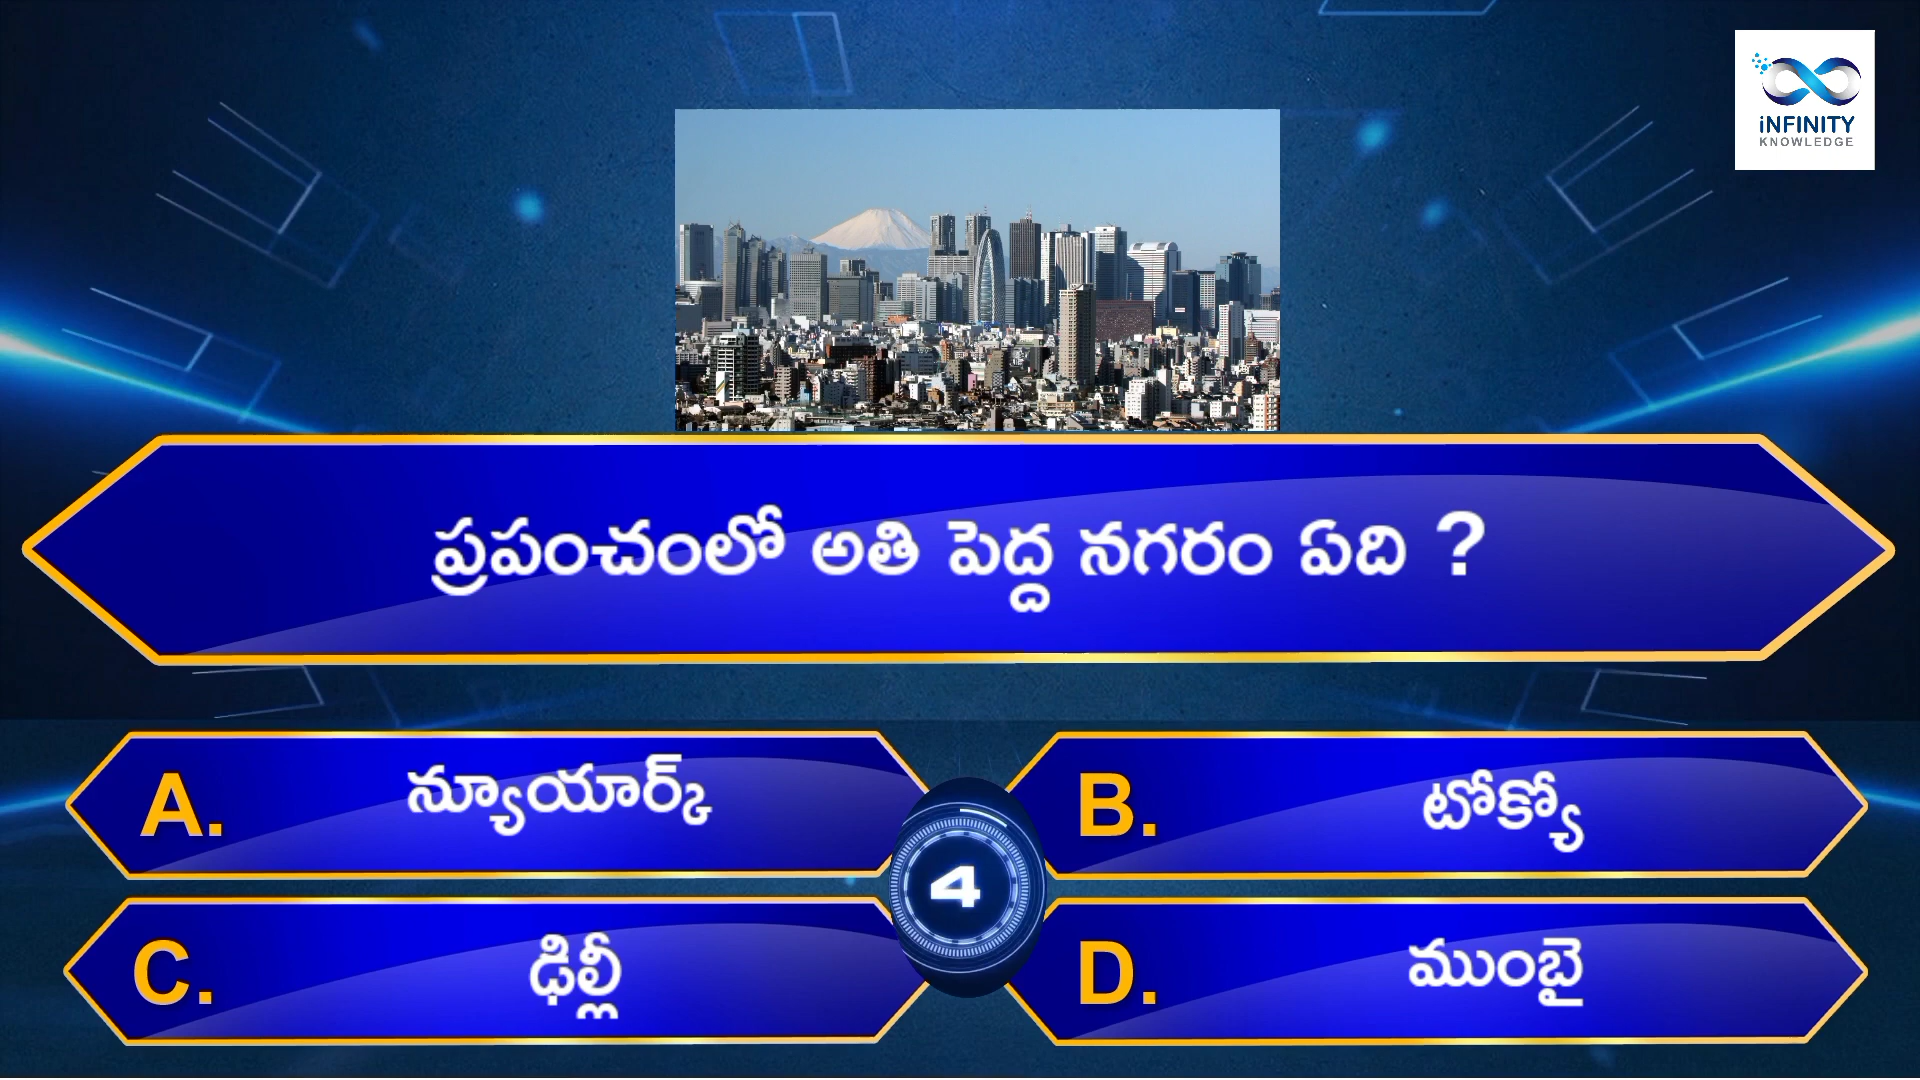 iNFINITY
KNOWLEDGE
ప్రపంచంలో అతి పెద్ద నగరం ఏది ?
A. న్యూయార్క్
B. టోక్యో
4
C. ఢిల్లీ
D. ముంబై